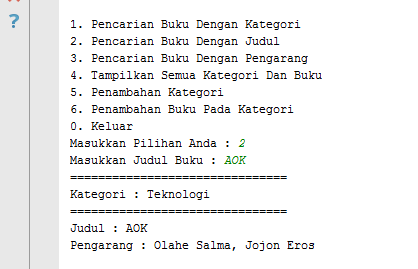 1. Pencarian Buku Dengan Kategori
2. Pencarian Buku Dengan Judul
3. Pencarian Buku Dengan Pengarang
4. Tampilkan Semua Kategori Dan Buku
5. Penambahan Kategori
6. Penambahan Buku Pada Kategori
0. Keluar
Masukkan Pilihan Anda : 2
Masukkan Judul Buku : AOK
===============================
Kategori : Teknologi
===============================
Judul : AOK
Pengarang : Olahe Salma, Jojon Eros